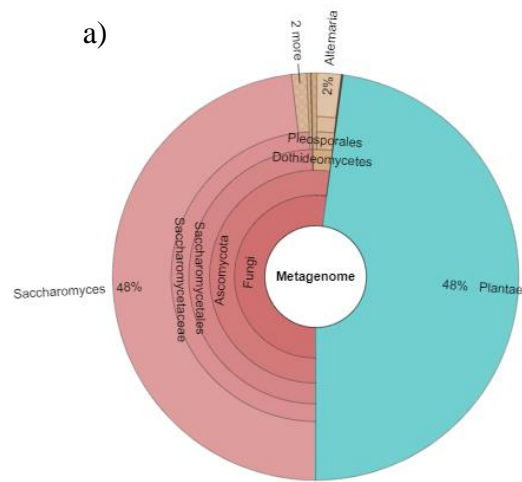 a)
2 more
Alternaria
2%
Pleosporales
Dothideomycetes
Saccharomycetaceae
Saccharomycetales
Ascomycota
Fungi
Metagenome
Saccharomyces 48%
48% Plantae